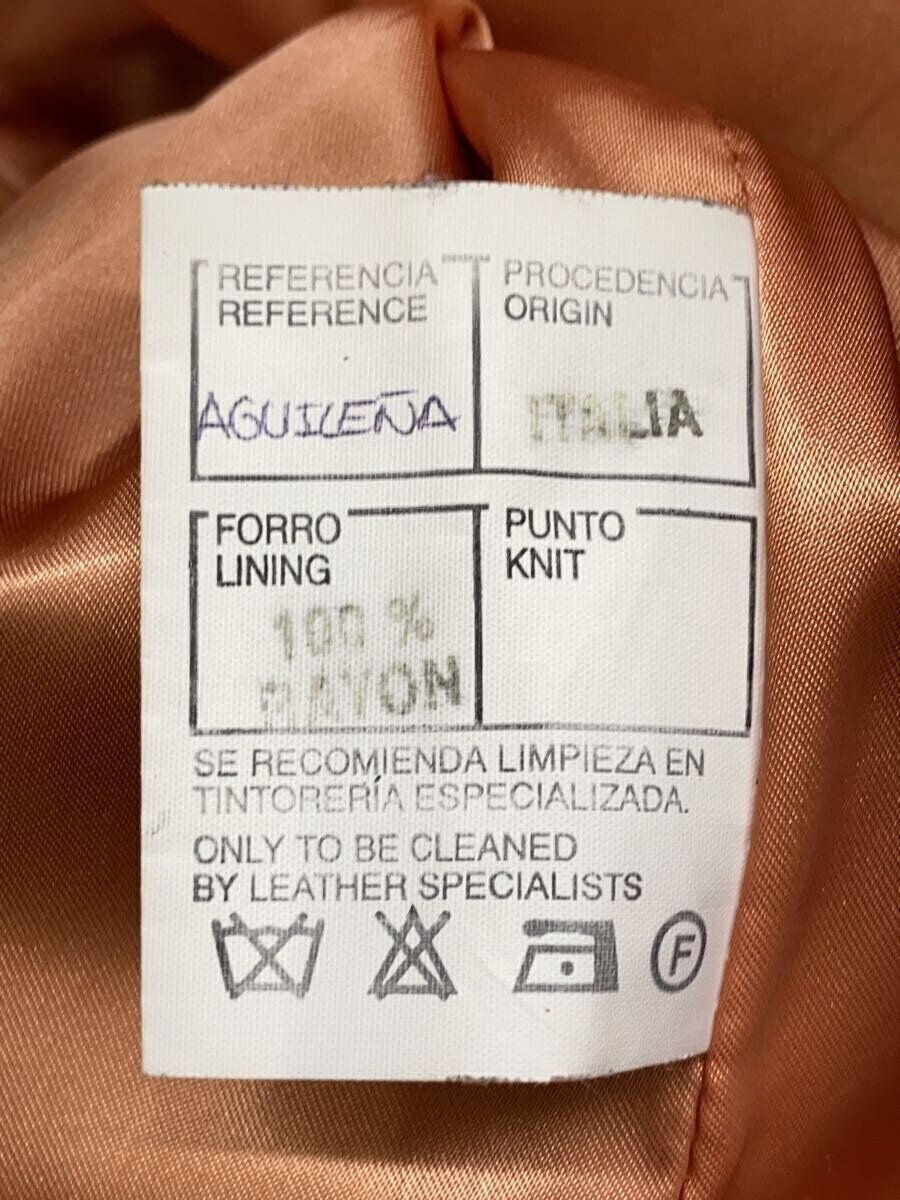 REFERENCIA
REFERENCE
AGUILEÑA
PROCEDENCIA
ORIGIN
ITALIA
FORRO
LINING
100 %
RAYON
PUNTO
KNIT
SE RECOMIENDA LIMPIEZA EN
TINTORERÍA ESPECIALIZADA.
ONLY TO BE CLEANED
BY LEATHER SPECIALISTS
F